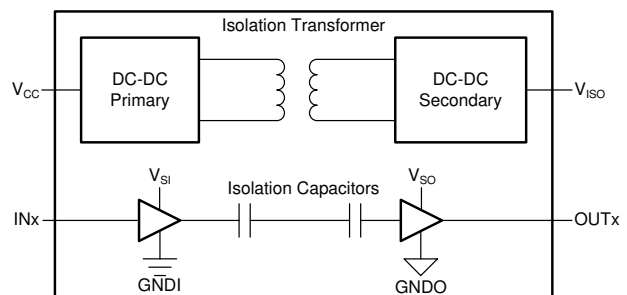 Isolation Transformer
DC-DC
Primary
DC-DC
Secondary
VCC
VISO
VSI
Isolation Capacitors
VSO
INx
OUTx
GNDI
GNDO